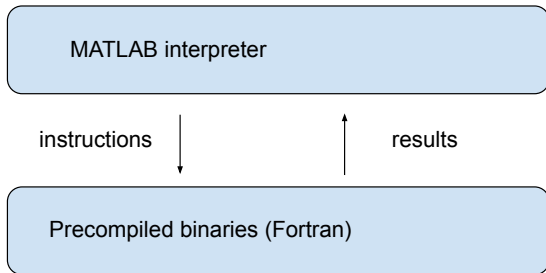 MATLAB interpreter
instructions
results
Precompiled binaries (Fortran)